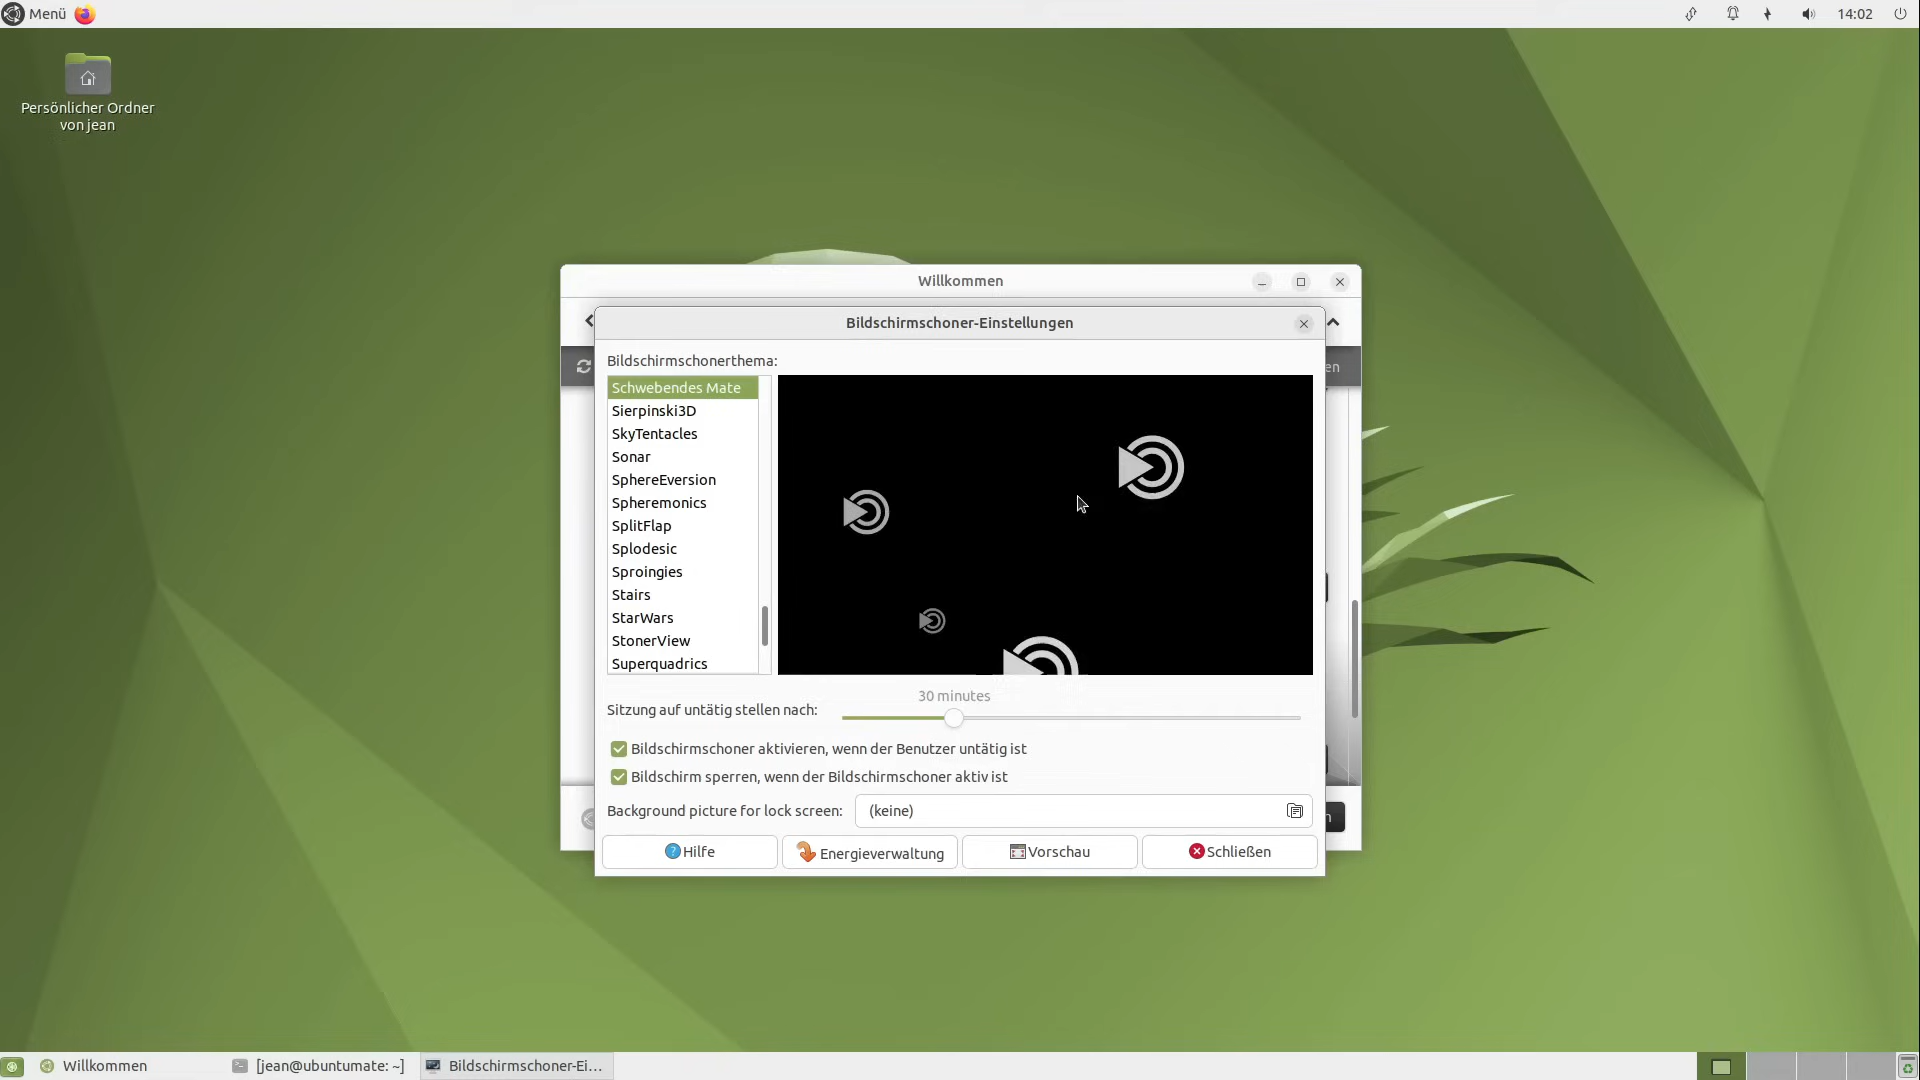 Menü
14:02
Persönlicher Ordner
von jean
Willkommen
Bildschirmschoner-Einstellungen
Bildschirmschonerthema:
en
Schwebendes Mate
Sierpinski3D
SkyTentacles
Sonar
SphereEversion
Spheremonics
SplitFlap
Splodesic
Sproingies
Stairs
StarWars
StonerView
Superquadrics
30 minutes
Sitzung auf untätig stellen nach:
Bildschirmschoner aktivieren, wenn der Benutzer untätig ist
Bildschirm sperren, wenn der Bildschirmschoner aktiv ist
Background picture for lock screen: (keine)
n
Hilfe Energieverwaltung Vorschau Schließen
Willkommen [jean@ubuntumate: ~] Bildschirmschoner-Ei...